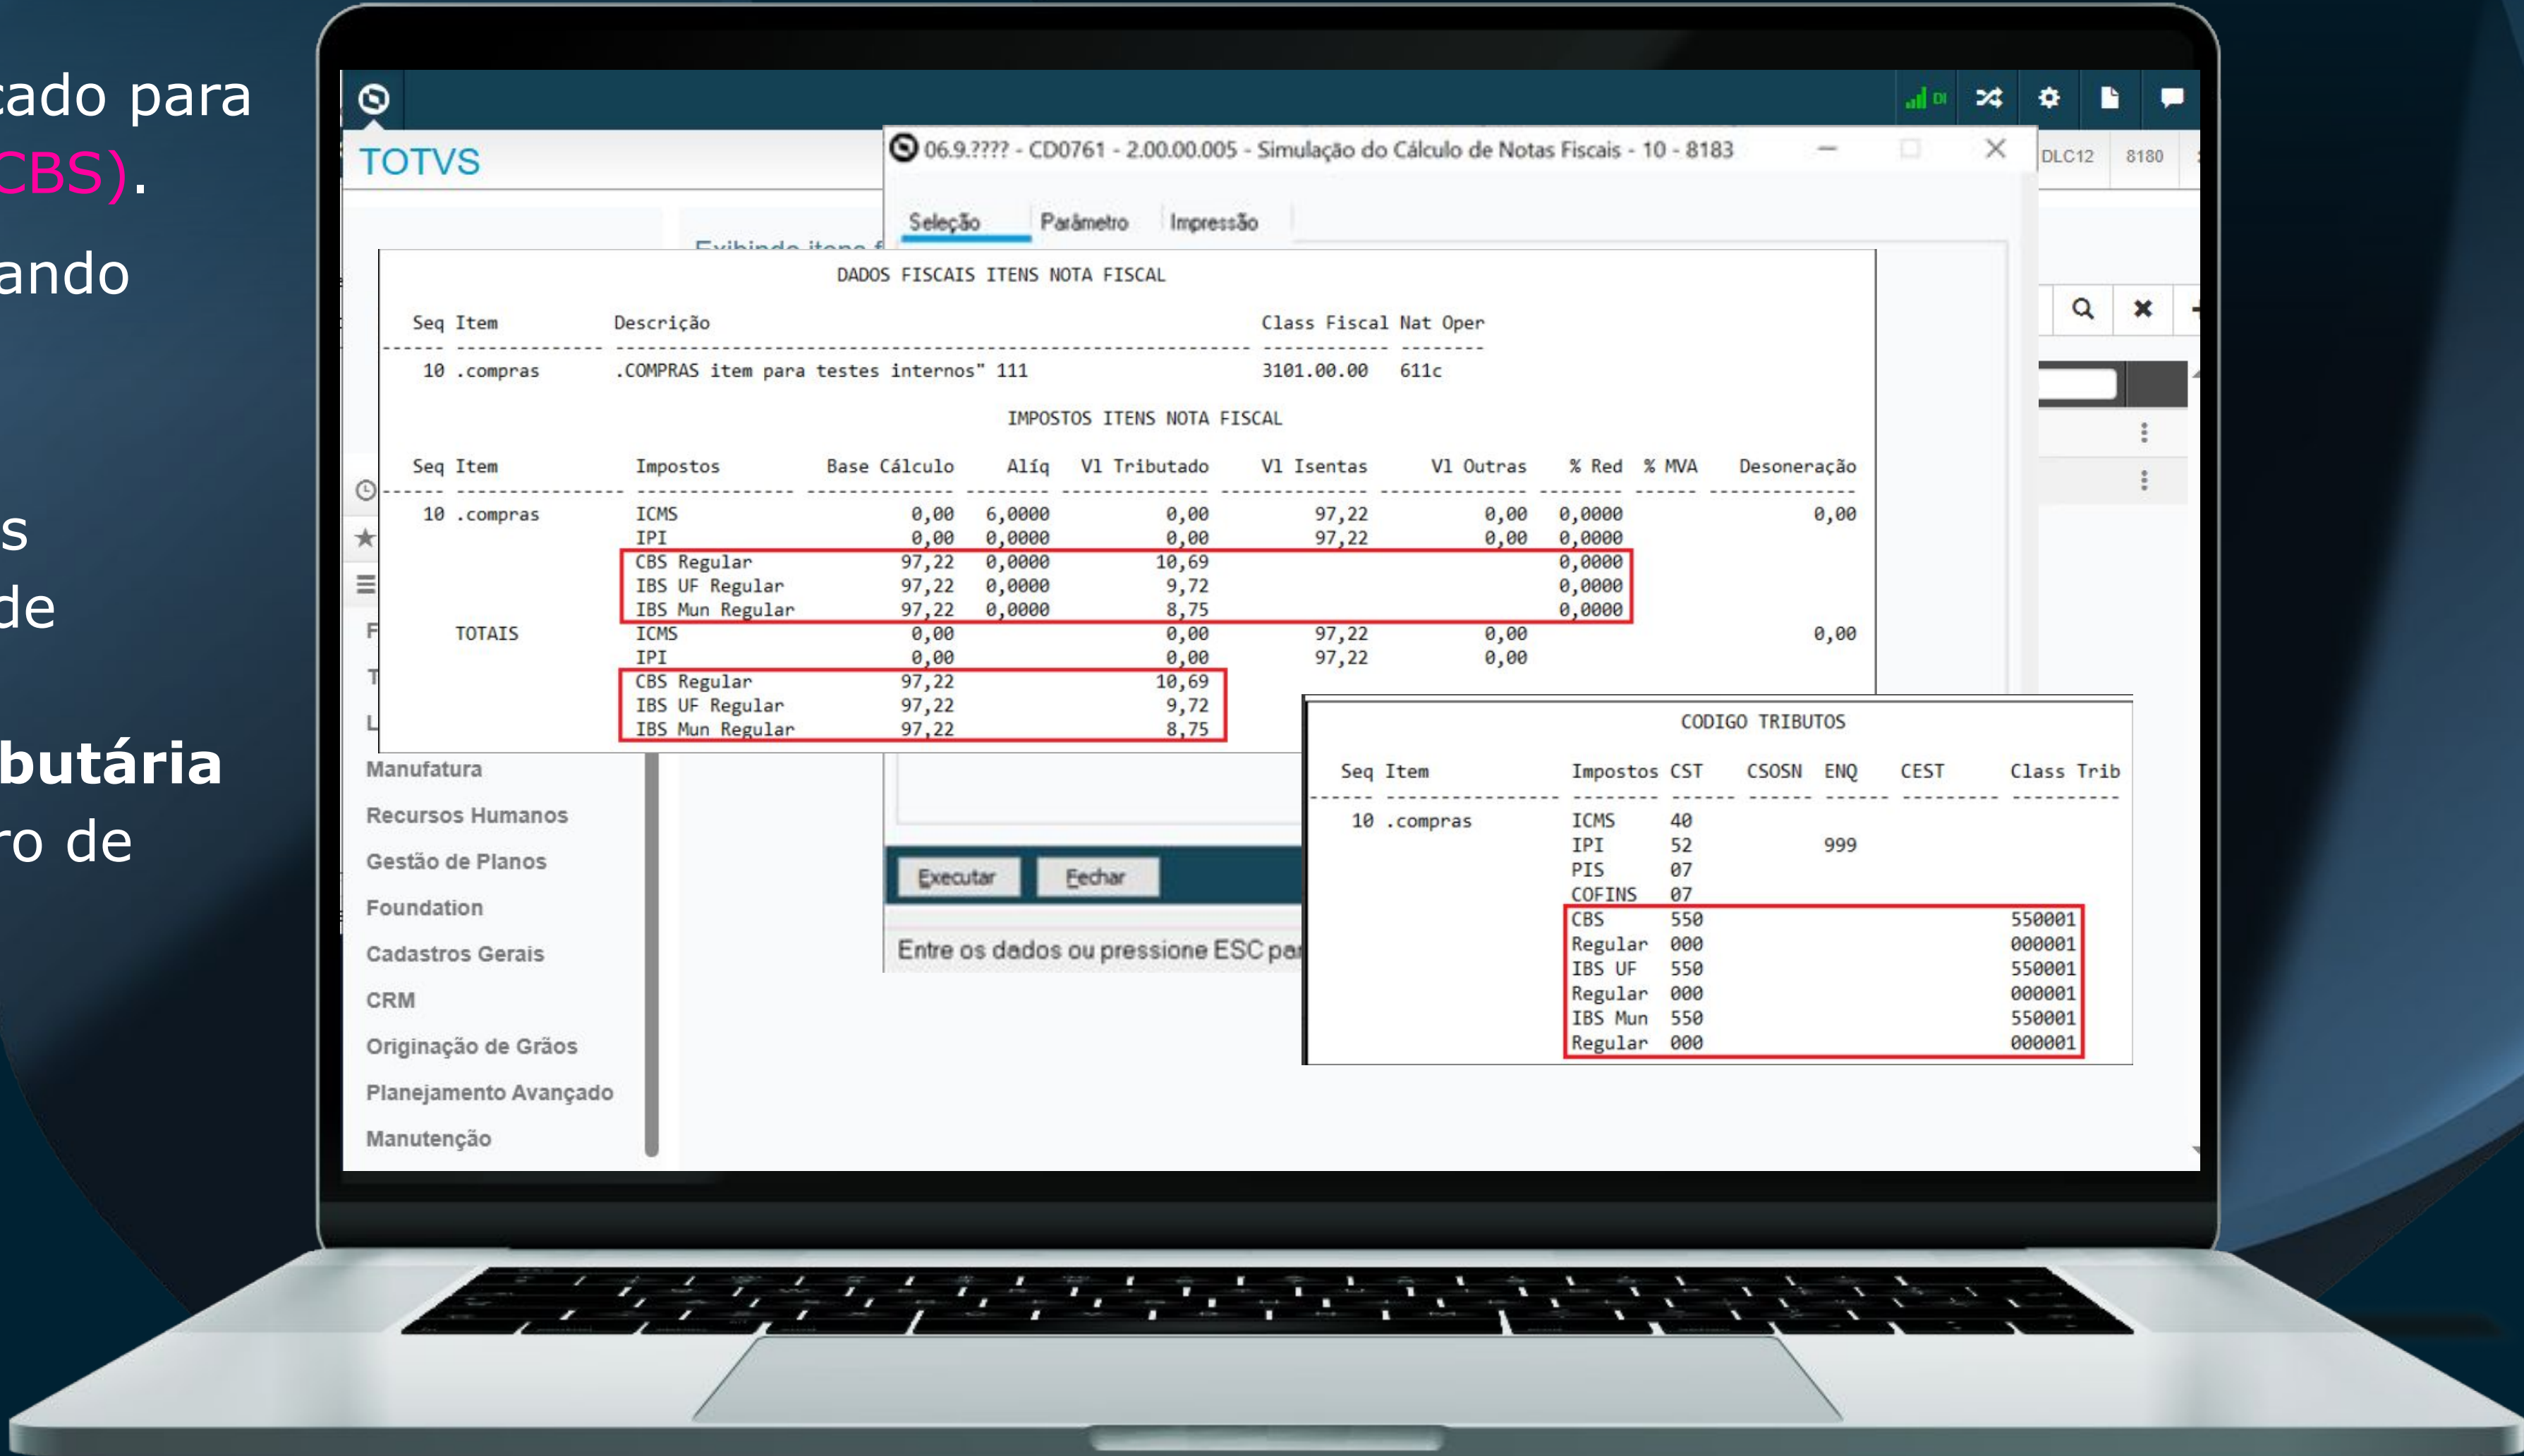 cado para
CBS).
ando
s
de
butária
ro de
DI
TOTVS
06.9.???? - CD0761 - 2.00.00.005 - Simulação do Cálculo de Notas Fiscais - 10 - 8183
DLC12 8180
Seleção Parâmetro Impressão
Exibindo itens f
DADOS FISCAIS ITENS NOTA FISCAL
Seq Item Descrição Class Fiscal Nat Oper
10 .compras .COMPRAS item para testes internos" 111 3101.00.00 611c
IMPOSTOS ITENS NOTA FISCAL
Seq Item Impostos Base Cálculo Alíq Vl Tributado Vl Isentas Vl Outras % Red % MVA Desoneração
10 .compras ICMS 0,00 6,0000 0,00 97,22 0,00 0,0000 0,00
IPI 0,00 0,0000 0,00 97,22 0,00 0,0000
CBS Regular 97,22 0,0000 10,69 0,0000
IBS UF Regular 97,22 0,0000 9,72 0,0000
IBS Mun Regular 97,22 0,0000 8,75 0,0000
TOTAIS ICMS 0,00 0,00 97,22 0,00 0,00
IPI 0,00 0,00 97,22 0,00
CBS Regular 97,22 10,69
IBS UF Regular 97,22 9,72
IBS Mun Regular 97,22 8,75
F
T
L
Manufatura
Recursos Humanos
Gestão de Planos
Foundation
Cadastros Gerais
CRM
Originação de Grãos
Planejamento Avançado
Manutenção
Executar Fechar
Entre os dados ou pressione ESC par
CODIGO TRIBUTOS
Seq Item Impostos CST CSOSN ENQ CEST Class Trib
10 .compras ICMS 40
IPI 52 999
PIS 07
COFINS 07
CBS 550 550001
Regular 000 000001
IBS UF 550 550001
Regular 000 000001
IBS Mun 550 550001
Regular 000 000001